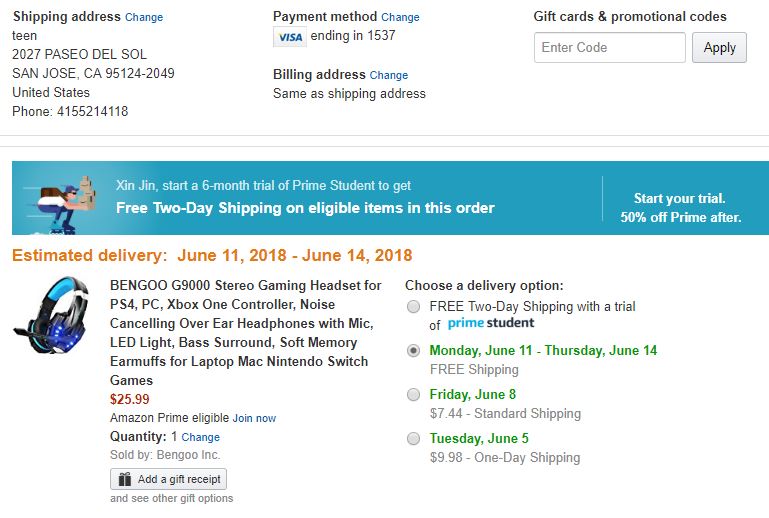 Shipping address Change
teen
2027 PASEO DEL SOL
SAN JOSE, CA 95124-2049
United States
Phone: 4155214118
Payment method Change
VISA ending in 1537
Billing address Change
Same as shipping address
Gift cards & promotional codes
Enter Code
Apply
Xin Jin, start a 6-month trial of Prime Student to get
Free Two-Day Shipping on eligible items in this order
Start your trial.
50% off Prime after.
Estimated delivery: June 11, 2018 - June 14, 2018
BENGOO G9000 Stereo Gaming Headset for
PS4, PC, Xbox One Controller, Noise
Cancelling Over Ear Headphones with Mic,
LED Light, Bass Surround, Soft Memory
Earmuffs for Laptop Mac Nintendo Switch
Games
$25.99
Amazon Prime eligible Join now
Quantity: 1 Change
Sold by: Bengoo Inc.
Add a gift receipt
and see other gift options
Choose a delivery option:
FREE Two-Day Shipping with a trial
of prime student
Monday, June 11 - Thursday, June 14
FREE Shipping
Friday, June 8
$7.44 - Standard Shipping
Tuesday, June 5
$9.98 - One-Day Shipping